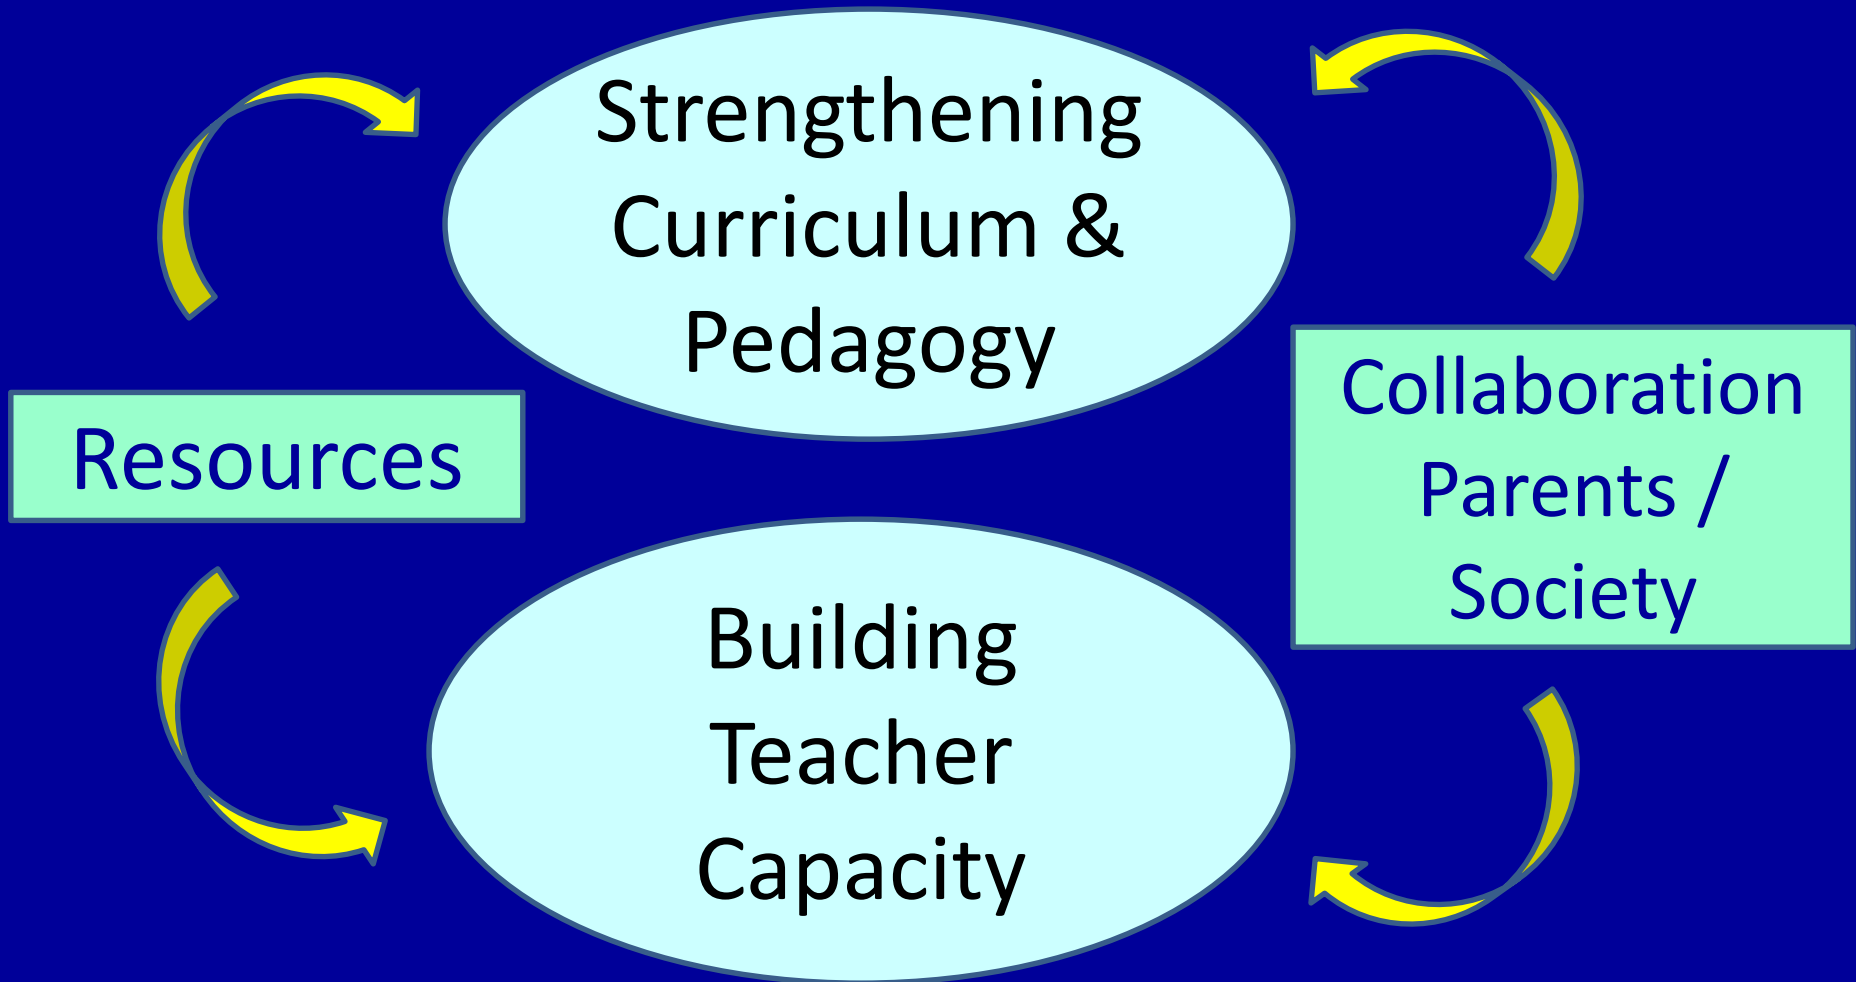 Strengthening
Curriculum &
Pedagogy
Resources
Collaboration
Parents /
Society
Building
Teacher
Capacity